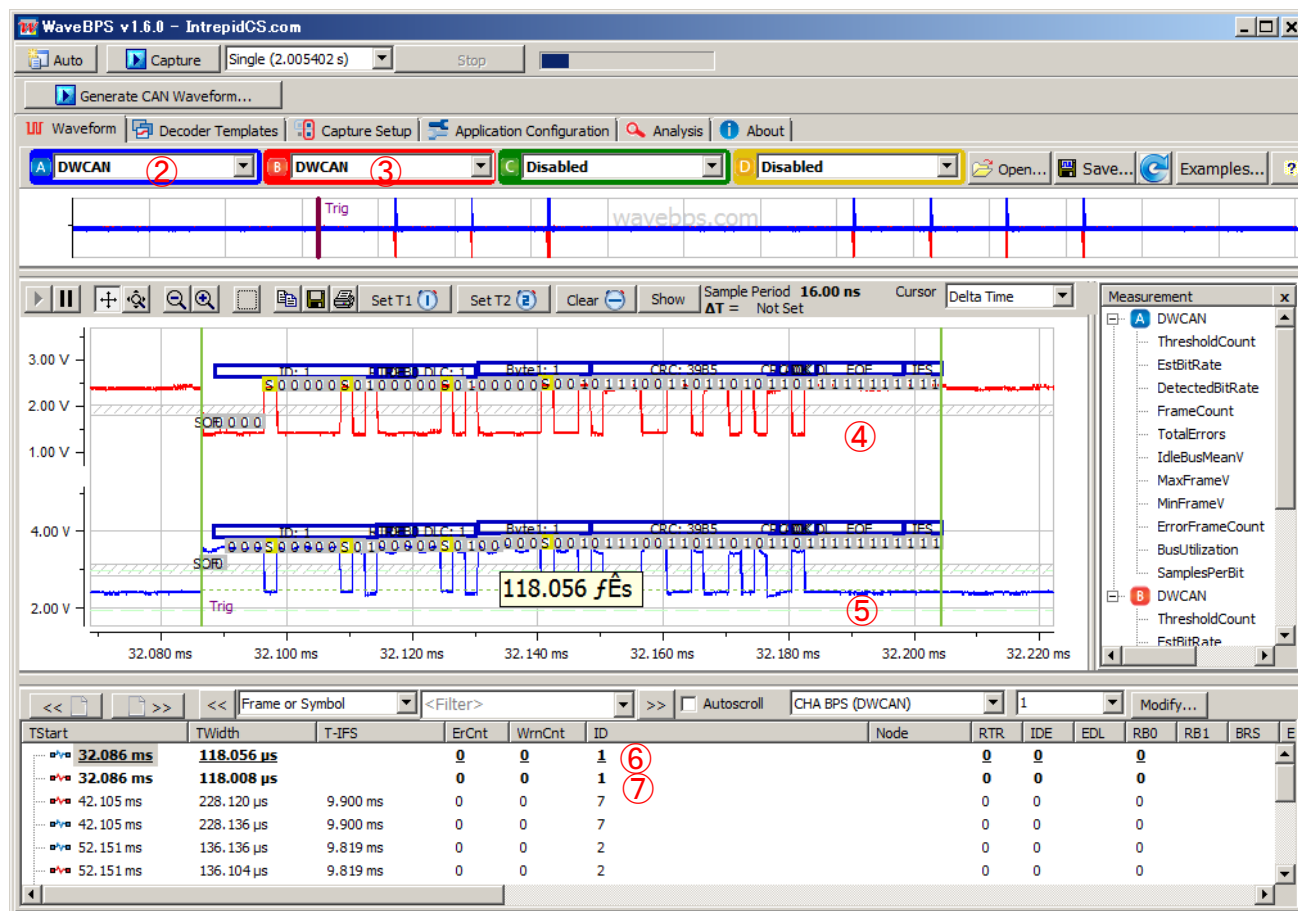 WaveBPS v1.6.0 - IntrepidCS.com
Auto Capture Single (2.005402 s) Stop
Generate CAN Waveform...
Waveform Decoder Templates Capture Setup Application Configuration Analysis About
A DWCAN ② B DWCAN ③ C Disabled D Disabled Open... Save... Examples... ?
Trig
wavebps.com
Set T1 Set T2 Clear Show Sample Period 16.00 ns Cursor Delta Time
ΔT = Not Set
Measurement
A DWCAN
ThresholdCount
EstBitRate
DetectedBitRate
FrameCount
TotalErrors
IdleBusMeanV
MaxFrameV
MinFrameV
ErrorFrameCount
BusUtilization
SamplesPerBit
B DWCAN
ThresholdCount
EstBitRate
3.00 V
2.00 V
1.00 V
ID: 1 DLC: 1 Byte1: 1 CRC: 39B5 EOF IFS
④
4.00 V
2.00 V
ID: 1 DLC: 1 Byte1: 1 CRC: 39B5 EOF IFS
118.056 ƒÊs
Trig
⑤
32.080 ms 32.100 ms 32.120 ms 32.140 ms 32.160 ms 32.180 ms 32.200 ms 32.220 ms
<< >> << Frame or Symbol <Filter> >> Autoscroll CHA BPS (DWCAN) 1 Modify...
TStart TWidth T-IFS ErCnt WrnCnt ID Node RTR IDE EDL RB0 RB1 BRS E
32.086 ms 118.056 µs 0 0 1 ⑥ 0 0 0
32.086 ms 118.008 µs 0 0 1 ⑦ 0 0 0
42.105 ms 228.120 µs 9.900 ms 0 0 7 0 0 0
42.105 ms 228.136 µs 9.900 ms 0 0 7 0 0 0
52.151 ms 136.136 µs 9.819 ms 0 0 2 0 0 0
52.151 ms 136.104 µs 9.819 ms 0 0 2 0 0 0